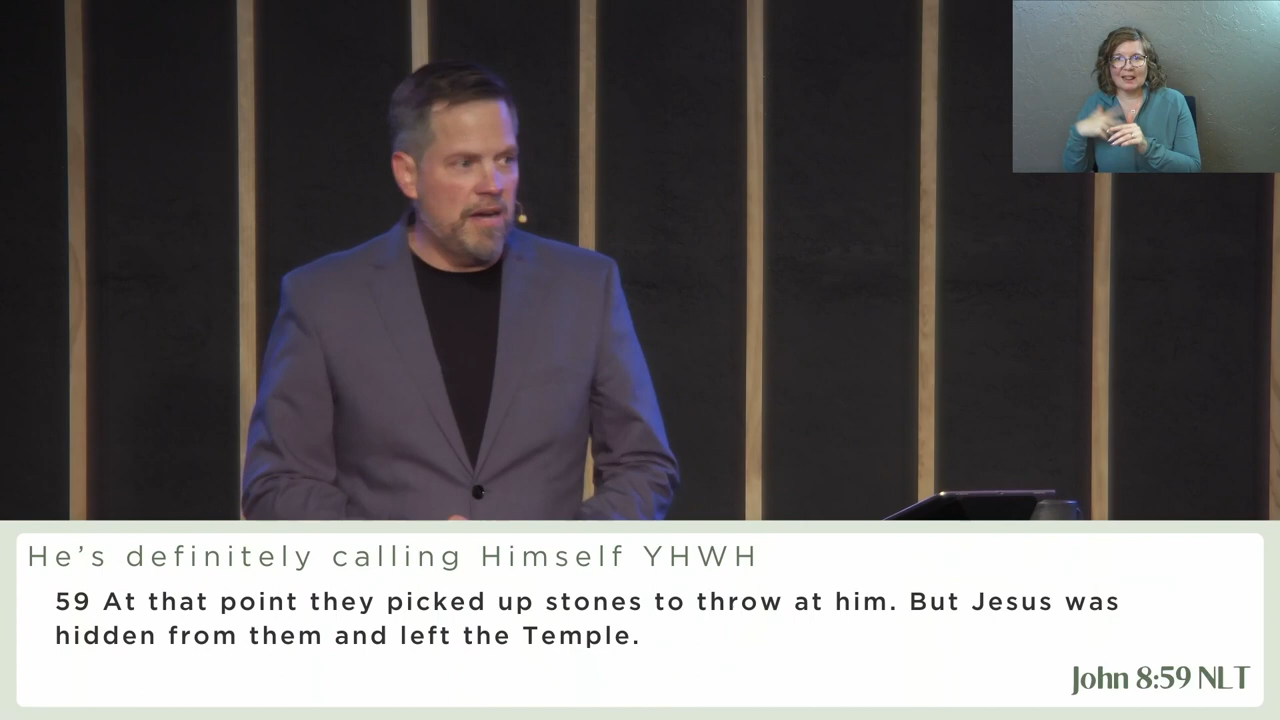 He’s definitely calling Himself YHWH
59 At that point they picked up stones to throw at him. But Jesus was
hidden from them and left the Temple.
John 8:59 NLT